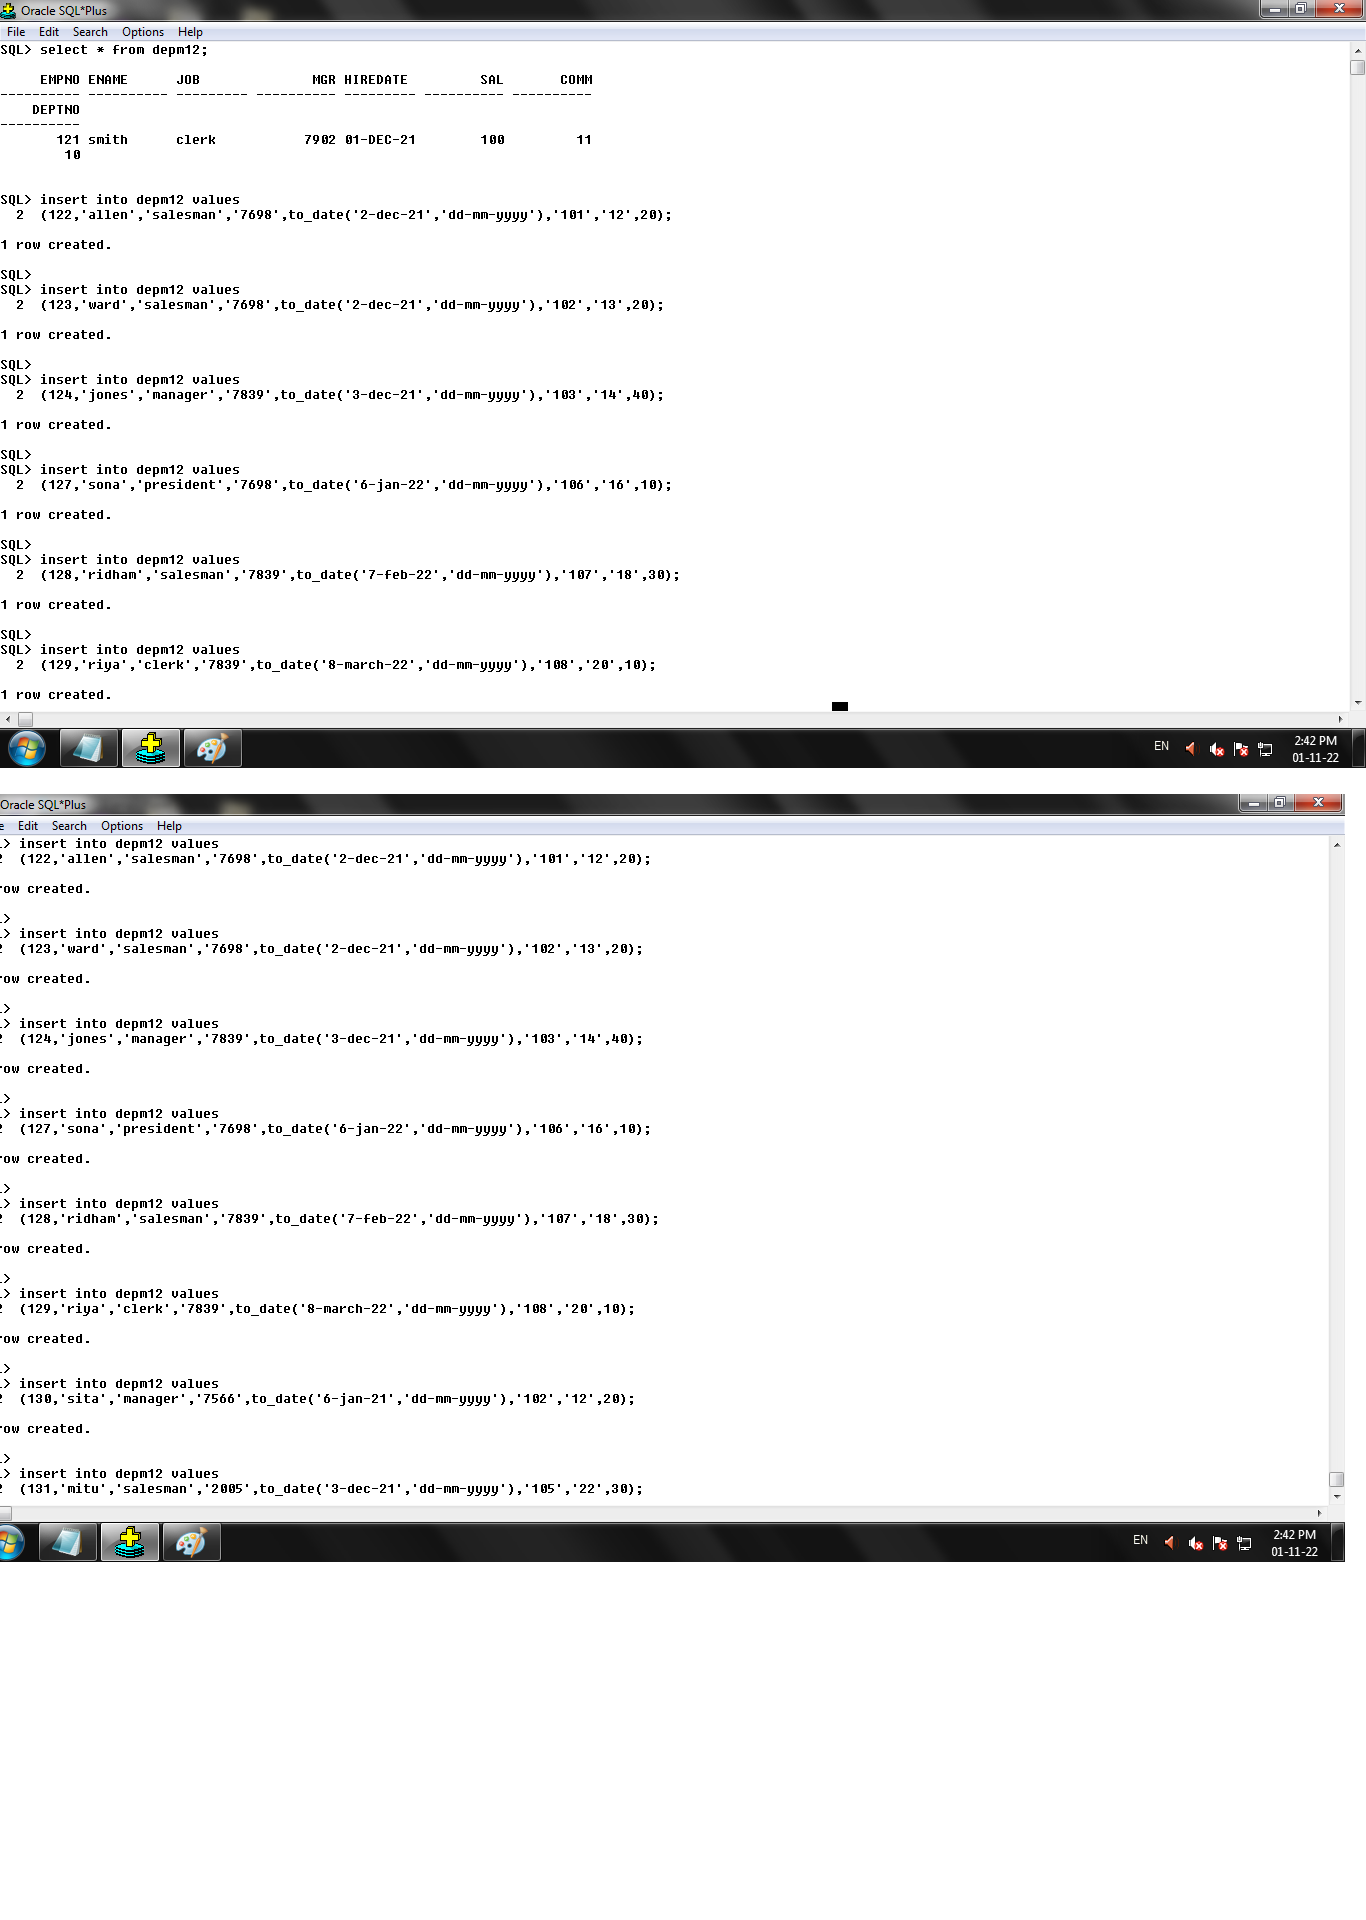 Oracle SQL*Plus
File Edit Search Options Help
SQL> select * from depm12;
EMPNO ENAME JOB MGR HIREDATE SAL COMM
---------- ---------- --------- ---------- --------- ---------- ----------
DEPTNO
----------
121 smith clerk 7902 01-DEC-21 100 11
10
SQL> insert into depm12 values
2 (122,'allen','salesman','7698',to_date('2-dec-21','dd-mm-yyyy'),'101','12',20);
1 row created.
SQL>
SQL> insert into depm12 values
2 (123,'ward','salesman','7698',to_date('2-dec-21','dd-mm-yyyy'),'102','13',20);
1 row created.
SQL>
SQL> insert into depm12 values
2 (124,'jones','manager','7839',to_date('3-dec-21','dd-mm-yyyy'),'103','14',40);
1 row created.
SQL>
SQL> insert into depm12 values
2 (127,'sona','president','7698',to_date('6-jan-22','dd-mm-yyyy'),'106','16',10);
1 row created.
SQL>
SQL> insert into depm12 values
2 (128,'ridham','salesman','7839',to_date('7-feb-22','dd-mm-yyyy'),'107','18',30);
1 row created.
SQL>
SQL> insert into depm12 values
2 (129,'riya','clerk','7839',to_date('8-march-22','dd-mm-yyyy'),'108','20',10);
1 row created.
EN 2:42 PM
01-11-22
Oracle SQL*Plus
e Edit Search Options Help
> insert into depm12 values
2 (122,'allen','salesman','7698',to_date('2-dec-21','dd-mm-yyyy'),'101','12',20);
row created.
>
> insert into depm12 values
2 (123,'ward','salesman','7698',to_date('2-dec-21','dd-mm-yyyy'),'102','13',20);
row created.
>
> insert into depm12 values
2 (124,'jones','manager','7839',to_date('3-dec-21','dd-mm-yyyy'),'103','14',40);
row created.
>
> insert into depm12 values
2 (127,'sona','president','7698',to_date('6-jan-22','dd-mm-yyyy'),'106','16',10);
row created.
>
> insert into depm12 values
2 (128,'ridham','salesman','7839',to_date('7-feb-22','dd-mm-yyyy'),'107','18',30);
row created.
>
> insert into depm12 values
2 (129,'riya','clerk','7839',to_date('8-march-22','dd-mm-yyyy'),'108','20',10);
row created.
>
> insert into depm12 values
2 (130,'sita','manager','7566',to_date('6-jan-21','dd-mm-yyyy'),'102','12',20);
row created.
>
> insert into depm12 values
2 (131,'mitu','salesman','2005',to_date('3-dec-21','dd-mm-yyyy'),'105','22',30);
EN 2:42 PM
01-11-22